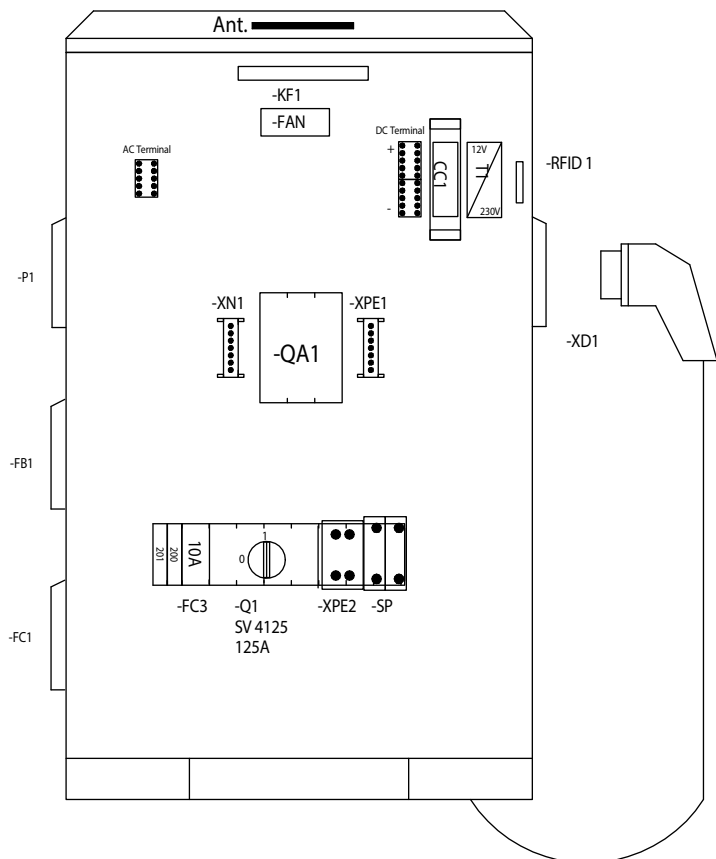 Ant.
-KF1
-FAN
AC Terminal
DC Terminal
+
-
CC1
12V
T1
230V
-RFID 1
-P1
-XN1
-QA1
-XPE1
-XD1
-FB1
201
200
10A
0
1
-FC3
-Q1
SV 4125
125A
-XPE2
-SP
-FC1